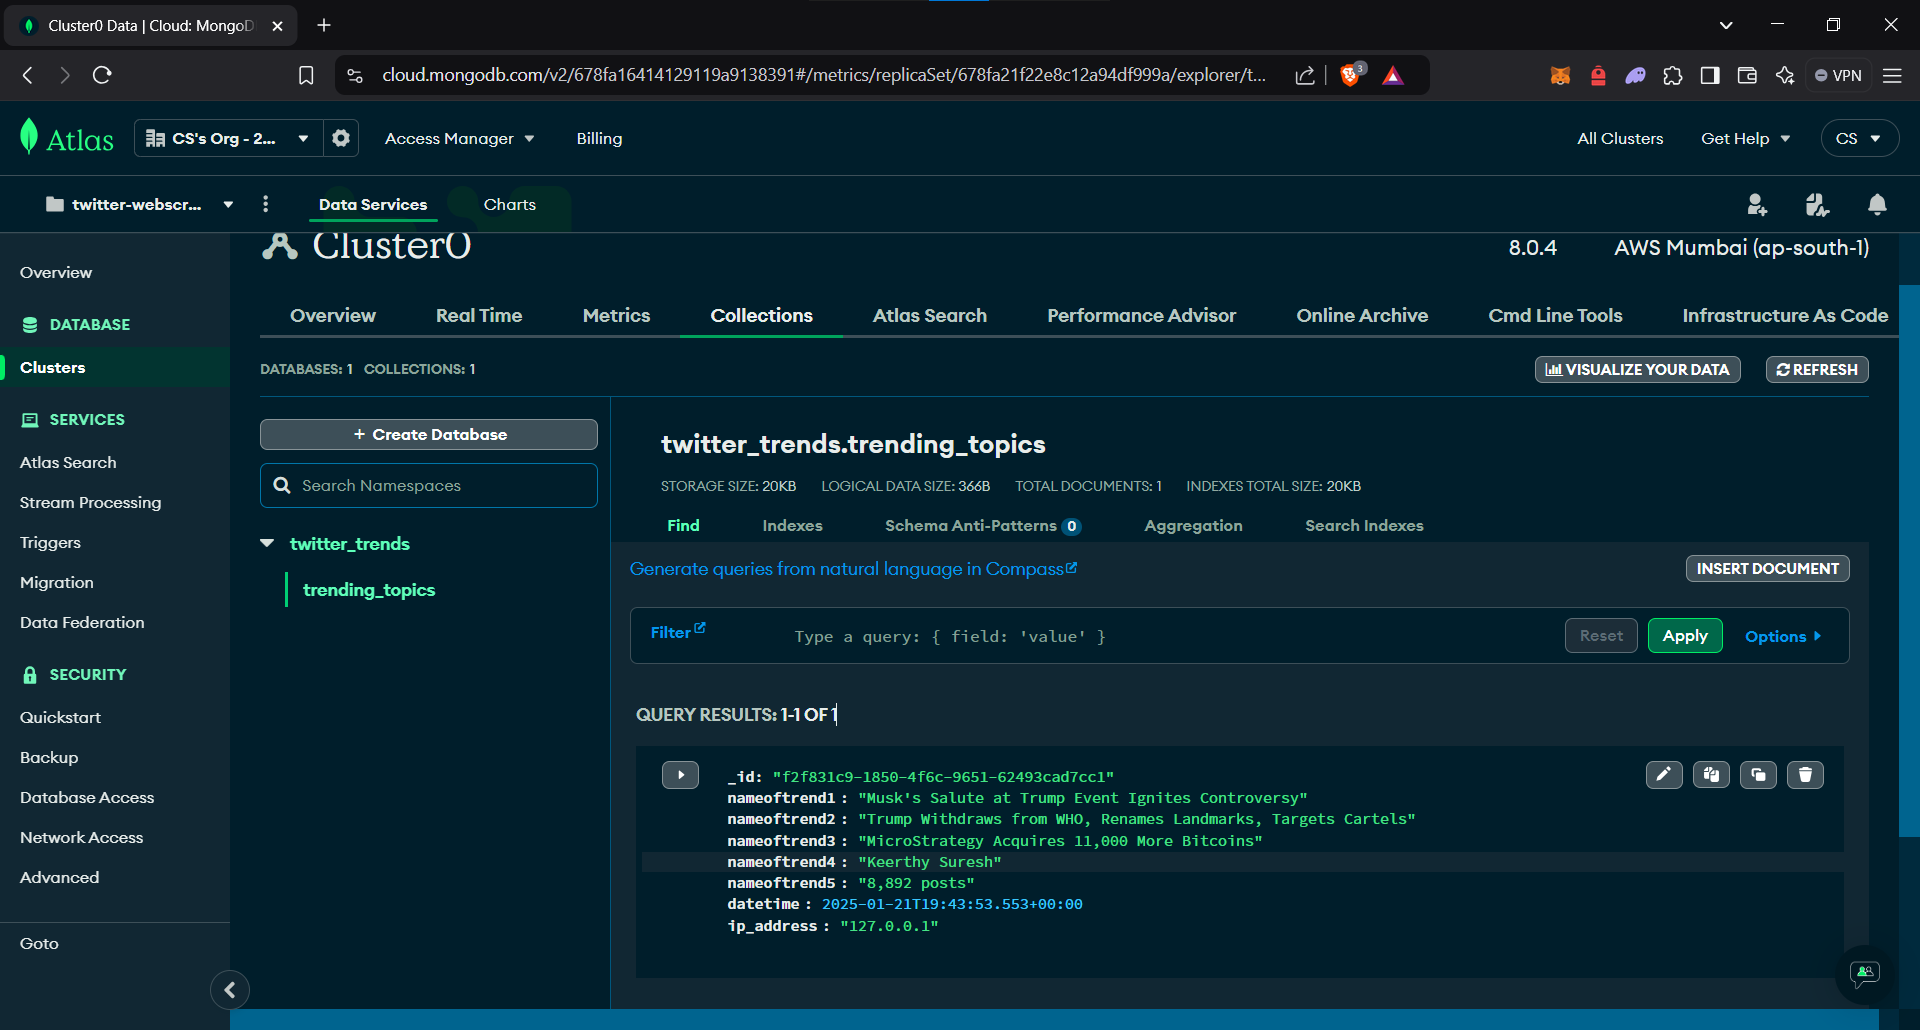 Cluster0 Data | Cloud: MongoD
cloud.mongodb.com/v2/678fa16414129119a9138391#/metrics/replicaSet/678fa21f22e8c12a94df999a/explorer/t...
3
VPN
Atlas
CS's Org - 2...
Access Manager
Billing
All Clusters
Get Help
CS
twitter-webscr...
Data Services
Charts
Overview
DATABASE
Clusters
SERVICES
Atlas Search
Stream Processing
Triggers
Migration
Data Federation
SECURITY
Quickstart
Backup
Database Access
Network Access
Advanced
Goto
Cluster0
8.0.4
AWS Mumbai (ap-south-1)
Overview
Real Time
Metrics
Collections
Atlas Search
Performance Advisor
Online Archive
Cmd Line Tools
Infrastructure As Code
DATABASES: 1 COLLECTIONS: 1
VISUALIZE YOUR DATA
REFRESH
+ Create Database
Search Namespaces
twitter_trends
trending_topics
twitter_trends.trending_topics
STORAGE SIZE: 20KB LOGICAL DATA SIZE: 366B TOTAL DOCUMENTS: 1 INDEXES TOTAL SIZE: 20KB
Find
Indexes
Schema Anti-Patterns 0
Aggregation
Search Indexes
Generate queries from natural language in Compass
INSERT DOCUMENT
Filter
Type a query: { field: 'value' }
Reset
Apply
Options
QUERY RESULTS: 1-1 OF 1
_id: "f2f831c9-1850-4f6c-9651-62493cad7cc1"
nameoftrend1 : "Musk's Salute at Trump Event Ignites Controversy"
nameoftrend2 : "Trump Withdraws from WHO, Renames Landmarks, Targets Cartels"
nameoftrend3 : "MicroStrategy Acquires 11,000 More Bitcoins"
nameoftrend4 : "Keerthy Suresh"
nameoftrend5 : "8,892 posts"
datetime : 2025-01-21T19:43:53.553+00:00
ip_address : "127.0.0.1"